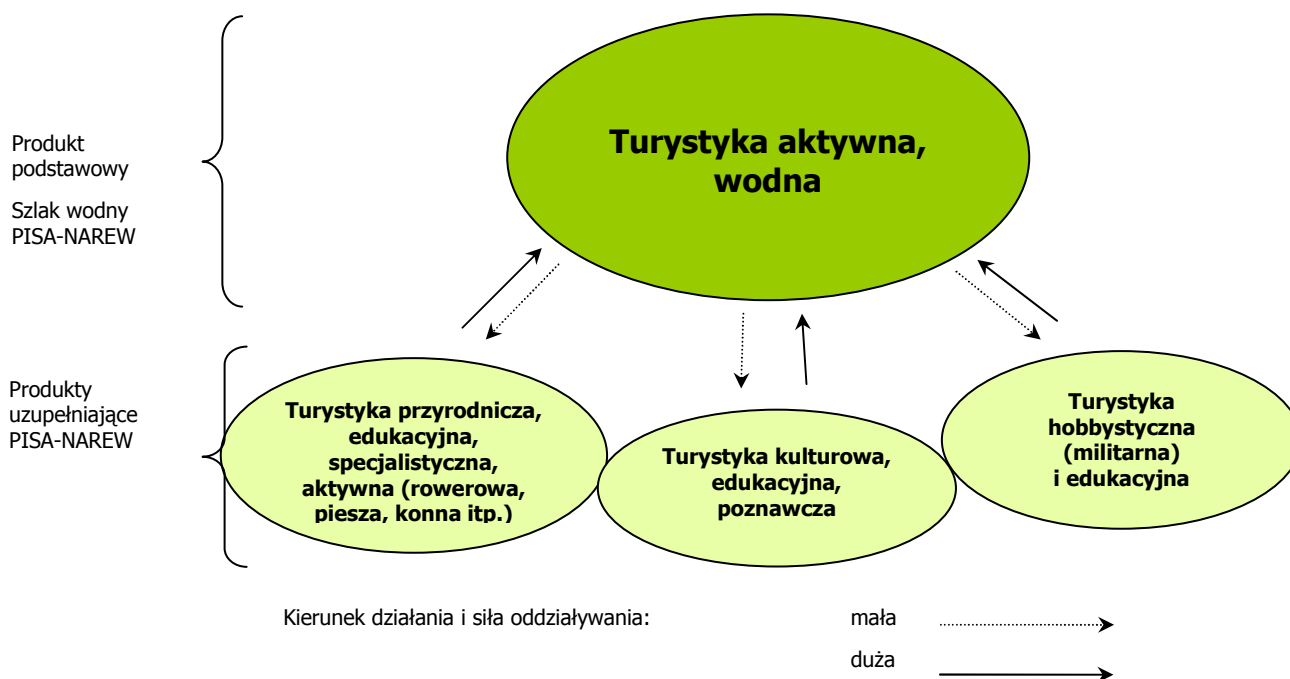 Turystyka aktywna,
wodna
Produkt
podstawowy
Szlak wodny
PISA-NAREW
Produkty
uzupełniające
PISA-NAREW
Turystyka przyrodnicza,
edukacyjna,
specjalistyczna,
aktywna (rowerowa,
piesza, konna itp.)
Turystyka kulturowa,
edukacyjna,
poznawcza
Turystyka
hobbystyczna
(militarna)
i edukacyjna
Kierunek działania i siła oddziaływania:
mała
duża